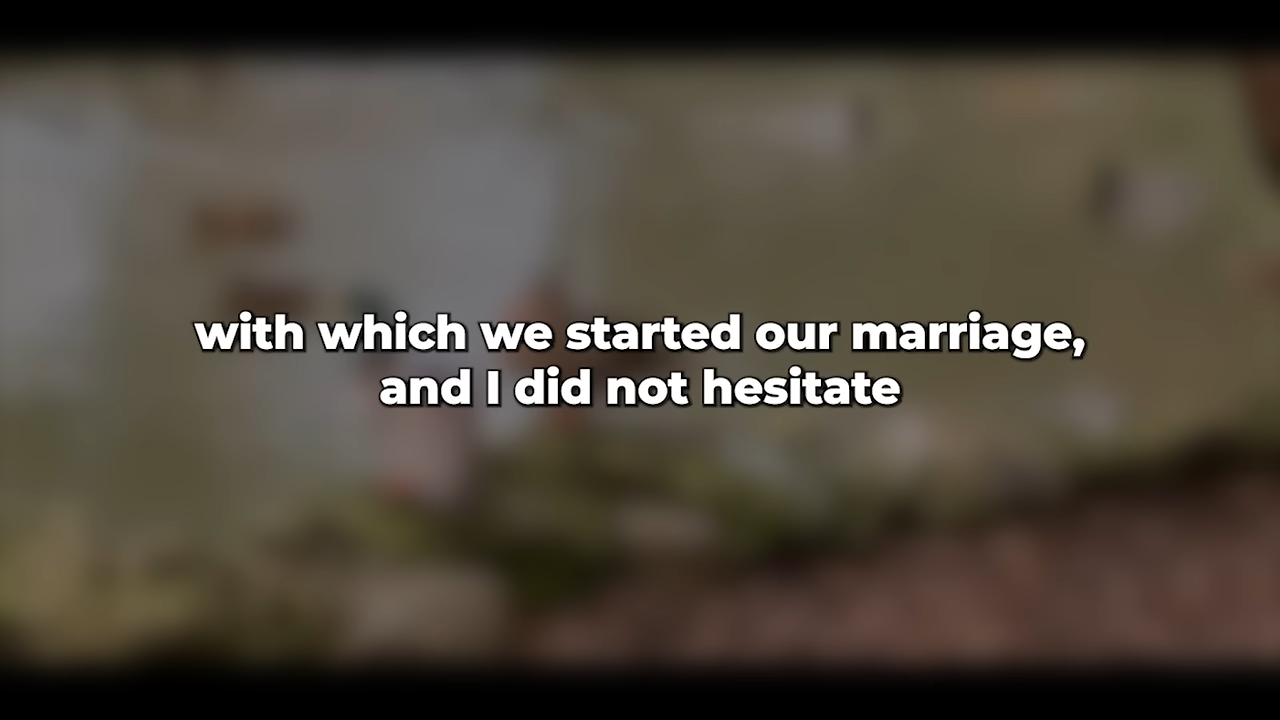 with which we started our marriage,
and I did not hesitate